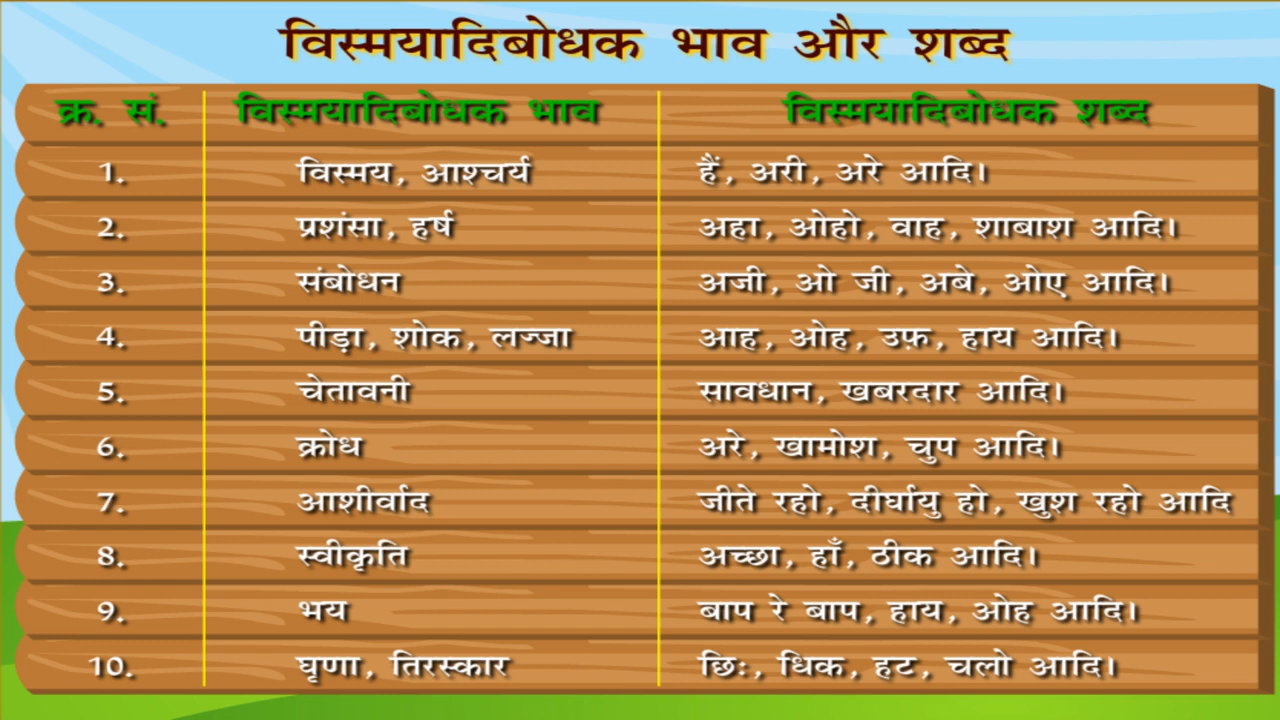 विस्मयादिबोधक भाव और शब्द
क्र. सं. विस्मयादिबोधक भाव विस्मयादिबोधक शब्द
1. विस्मय, आश्चर्य हैं, अरी, अरे आदि।
2. प्रशंसा, हर्ष अहा, ओहो, वाह, शाबाश आदि।
3. संबोधन अजी, ओ जी, अबे, ओए आदि।
4. पीड़ा, शोक, लज्जा आह, ओह, उफ़, हाय आदि।
5. चेतावनी सावधान, खबरदार आदि।
6. क्रोध अरे, खामोश, चुप आदि।
7. आशीर्वाद जीते रहो, दीर्घायु हो, खुश रहो आदि
8. स्वीकृति अच्छा, हाँ, ठीक आदि।
9. भय बाप रे बाप, हाय, ओह आदि।
10. घृणा, तिरस्कार छिः, धिक, हट, चलो आदि।